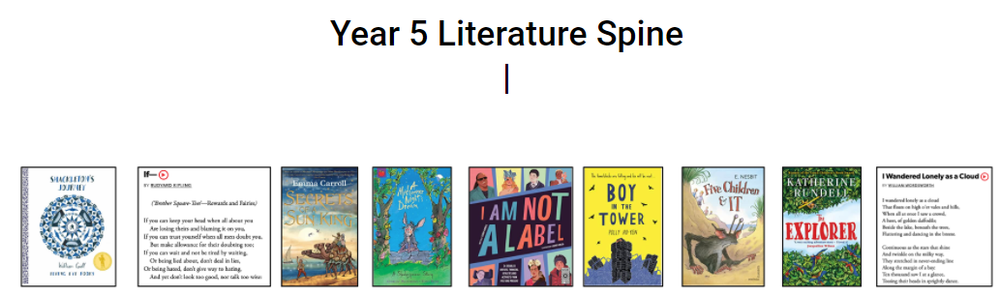 Year 5 Literature Spine
SHACKLETON'S
JOURNEY
William Grill
FLYING EYE BOOKS
If—
BY RUDYARD KIPLING
('Brother Square-Toes'—Rewards and Fairies)
If you can keep your head when all about you
Are losing theirs and blaming it on you,
If you can trust yourself when all men doubt you,
But make allowance for their doubting too;
If you can wait and not be tired by waiting,
Or being lied about, don't deal in lies,
Or being hated, don't give way to hating,
And yet don't look too good, nor talk too wise:
Emma Carroll
SECRETS
SUN KING
A
Midsummer
Night's
Dream
A Shakespeare Story
I AM NOT
A LABEL
BOY
IN THE
TOWER
POLLY HO-YEN
E. NESBIT
Five Children
& IT
KATHERINE
RUNDELL
The
EXPLORER
I Wandered Lonely as a Cloud
BY WILLIAM WORDSWORTH
I wandered lonely as a cloud
That floats on high o'er vales and hills,
When all at once I saw a crowd,
A host, of golden daffodils;
Beside the lake, beneath the trees,
Fluttering and dancing in the breeze.
Continuous as the stars that shine
And twinkle on the milky way,
They stretched in never-ending line
Along the margin of a bay:
Ten thousand saw I at a glance,
Tossing their heads in sprightly dance.